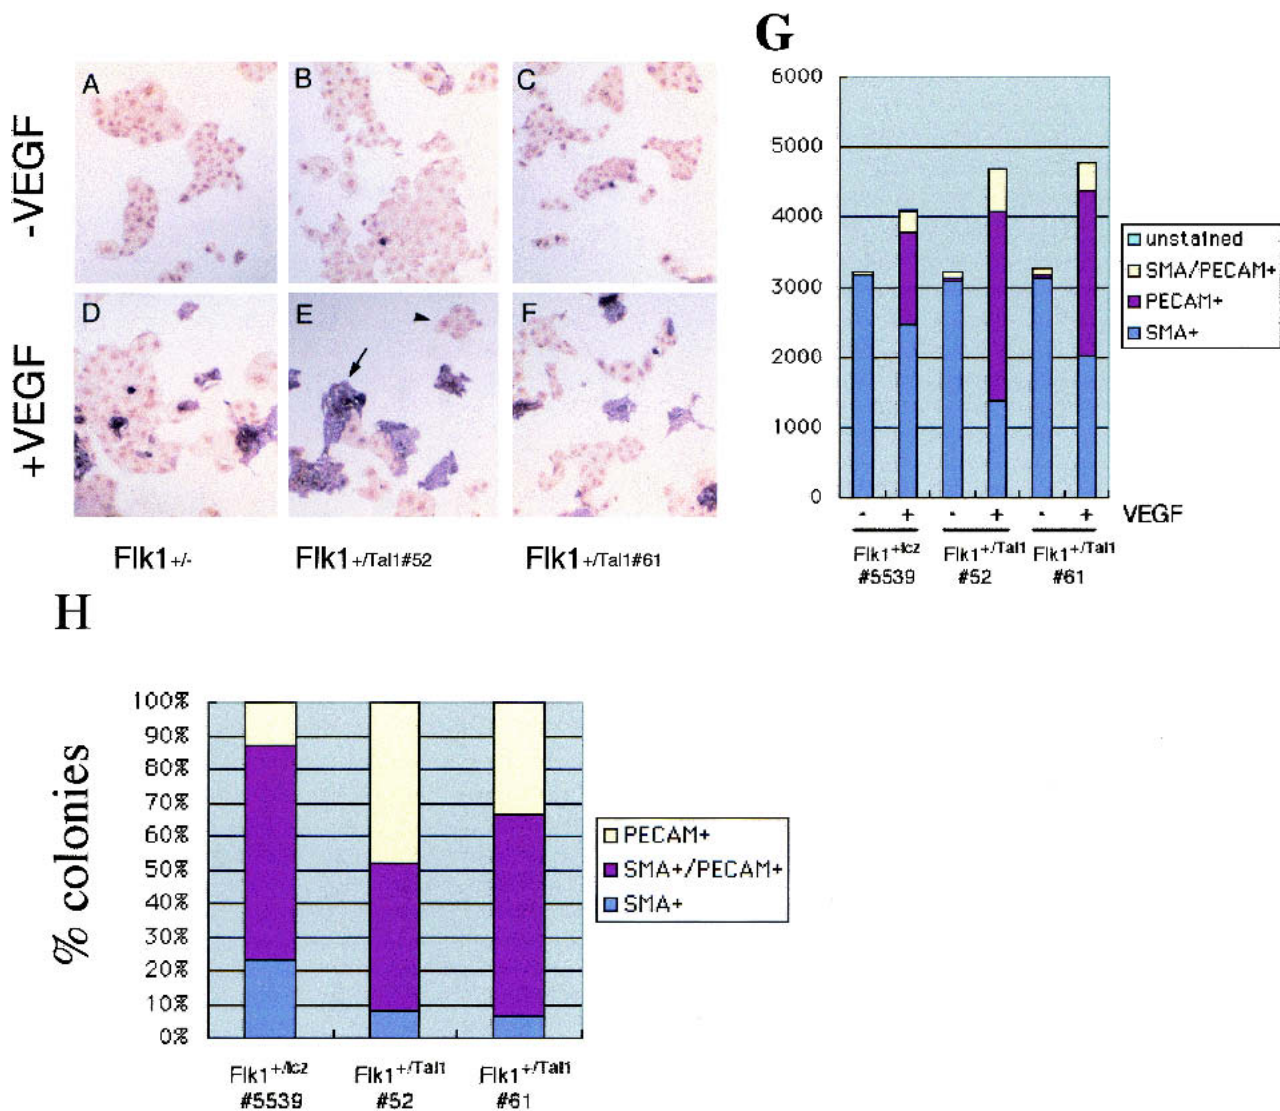 G
-VEGF
A
B
C
+VEGF
D
E
F
Flk1+/-
Flk1+/Tal1#52
Flk1+/Tal1#61
6000
5000
4000
3000
2000
1000
0
- + - + - + VEGF
Flk1+lcz
#5539
Flk1+/Tal1
#52
Flk1+/Tal1
#61
unstained
SMA/PECAM+
PECAM+
SMA+
H
% colonies
100%
90%
80%
70%
60%
50%
40%
30%
20%
10%
0%
Flk1+/lcz
#5539
Flk1+/Tal1
#52
Flk1+/Tal1
#61
PECAM+
SMA+/PECAM+
SMA+